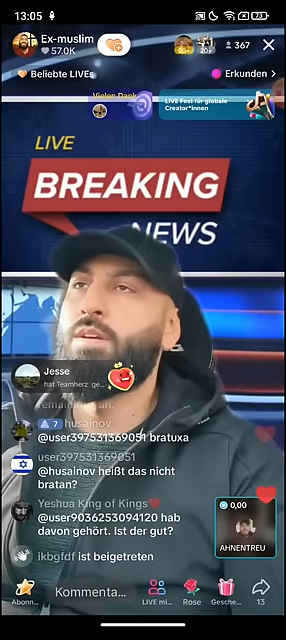 13:05
73
Ex-muslim
57.0K
367
Beliebte LIVEs
Erkunden
Vielen Dank
LIVE Fest für globale
Creator*innen
LIVE
BREAKING
NEWS
Jesse
hat Teamherz ge...
7 husainov
@user397531369051 bratuxa
user397531369051
@husainov heißt das nicht
bratan?
Yeshua King of Kings
@user9036253094120 hab
davon gehört. Ist der gut?
ikbgfdf ist beigetreten
0,00
AHNENTREU
Kommenta...
Abonn...
LIVE mi...
Rose
Gesche...
13